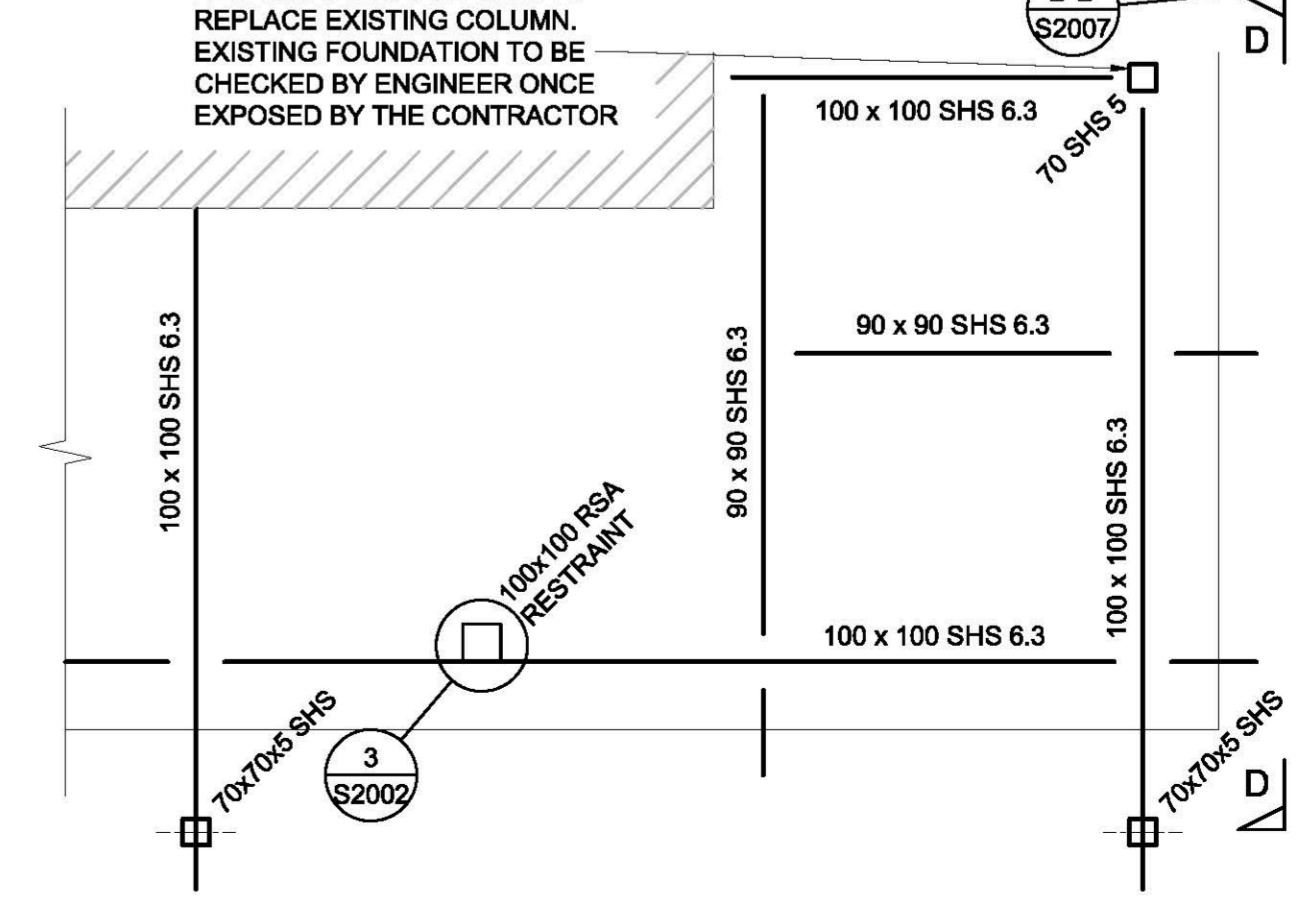 REPLACE EXISTING COLUMN.
EXISTING FOUNDATION TO BE
CHECKED BY ENGINEER ONCE
EXPOSED BY THE CONTRACTOR
S2007
D
100 x 100 SHS 6.3
70 SHS 5
100 x 100 SHS 6.3
90 x 90 SHS 6.3
90 x 90 SHS 6.3
100 x 100 SHS 6.3
100x100 RSA
RESTRAINT
100 x 100 SHS 6.3
70x70x5 SHS
3
S2002
70x70x5 SHS
D